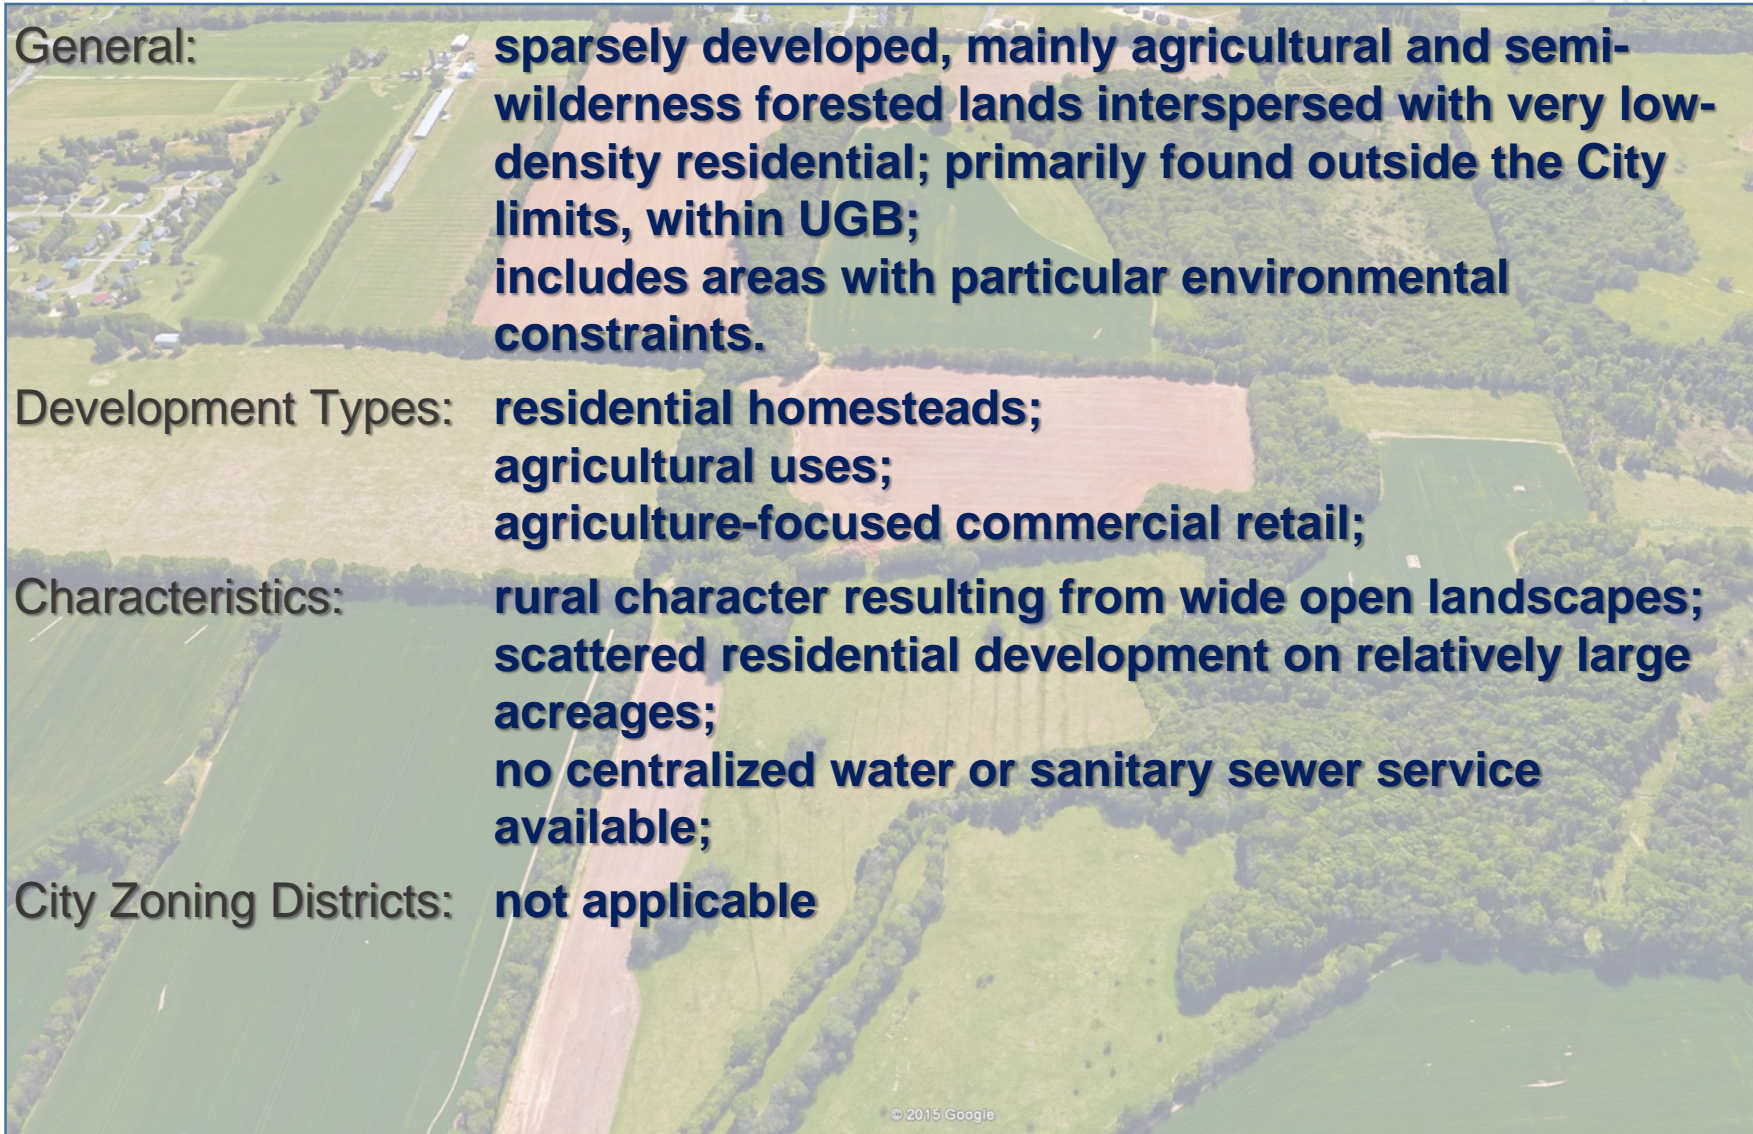 General: sparsely developed, mainly agricultural and semi-
wilderness forested lands interspersed with very low-
density residential; primarily found outside the City
limits, within UGB;
includes areas with particular environmental
constraints.
Development Types: residential homesteads;
agricultural uses;
agriculture-focused commercial retail;
Characteristics: rural character resulting from wide open landscapes;
scattered residential development on relatively large
acreages;
no centralized water or sanitary sewer service
available;
City Zoning Districts: not applicable
© 2015 Google